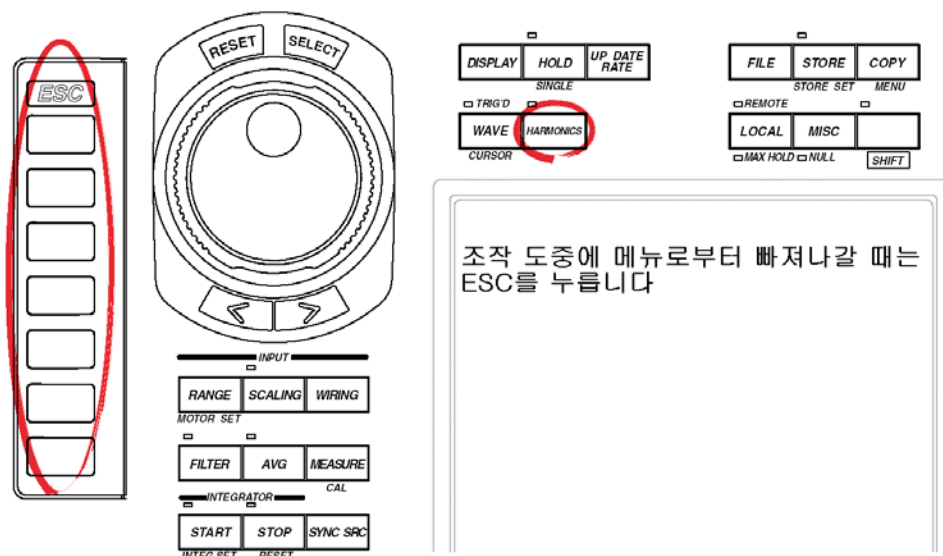 ESC
RESET
SELECT
DISPLAY HOLD UP DATE RATE
SINGLE
TRIG'D
WAVE HARMONICS
CURSOR
FILE STORE COPY
STORE SET MENU
REMOTE
LOCAL MISC
MAX HOLD NULL SHIFT
조작 도중에 메뉴로부터 빠져나갈 때는
ESC를 누릅니다
INPUT
RANGE SCALING WIRING
MOTOR SET
FILTER AVG MEASURE
CAL
INTEGRATOR
START STOP SYNC SRC
INTEG SET RESET